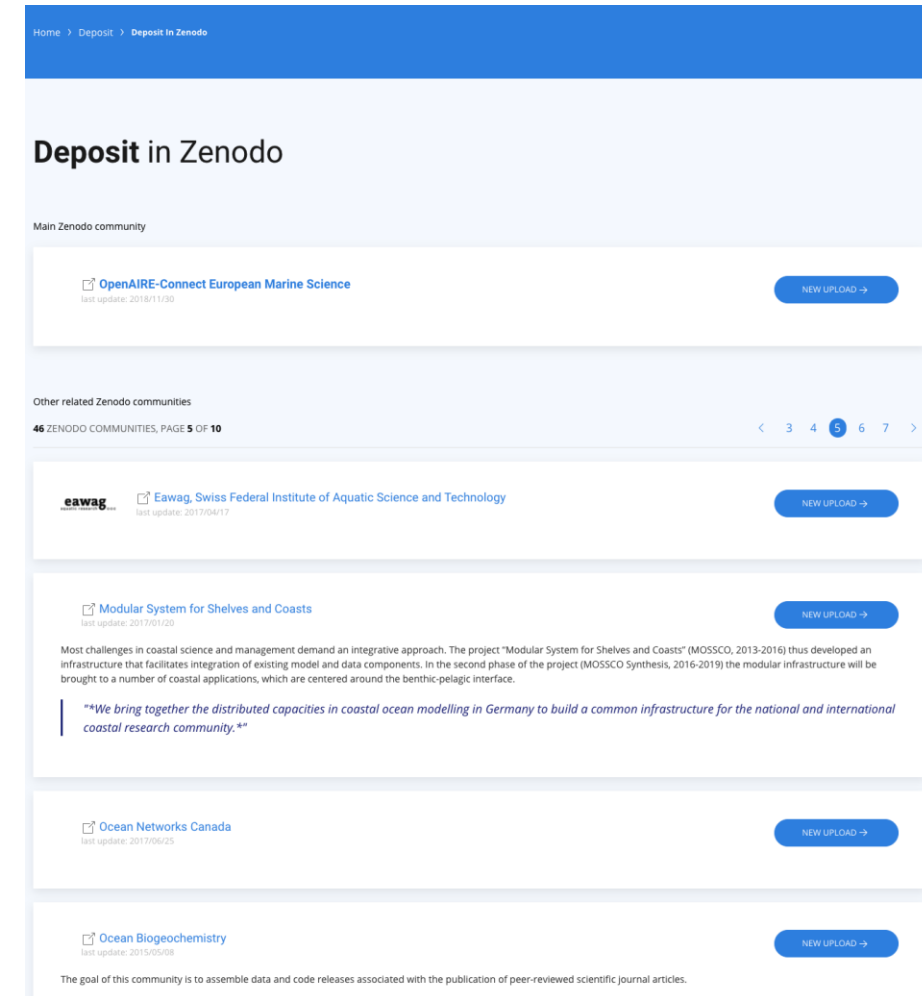 Home > Deposit > Deposit In Zenodo
Deposit in Zenodo
Main Zenodo community
OpenAIRE-Connect European Marine Science
NEW UPLOAD →
last update: 2018/11/30
Other related Zenodo communities
46 ZENODO COMMUNITIES, PAGE 5 OF 10
< 3 4 5 6 7 >
eawag
aquatic research
Eawag, Swiss Federal Institute of Aquatic Science and Technology
NEW UPLOAD →
last update: 2017/04/17
Modular System for Shelves and Coasts
NEW UPLOAD →
last update: 2017/01/20
Most challenges in coastal science and management demand an integrative approach. The project "Modular System for Shelves and Coasts" (MOSSCO, 2013-2016) thus developed an
infrastructure that facilitates integration of existing model and data components. In the second phase of the project (MOSSCO Synthesis, 2016-2019) the modular infrastructure will be
brought to a number of coastal applications, which are centered around the benthic-pelagic interface.
"*We bring together the distributed capacities in coastal ocean modelling in Germany to build a common infrastructure for the national and international
coastal research community.*"
Ocean Networks Canada
NEW UPLOAD →
last update: 2017/06/25
Ocean Biogeochemistry
NEW UPLOAD →
last update: 2015/05/08
The goal of this community is to assemble data and code releases associated with the publication of peer-reviewed scientific journal articles.